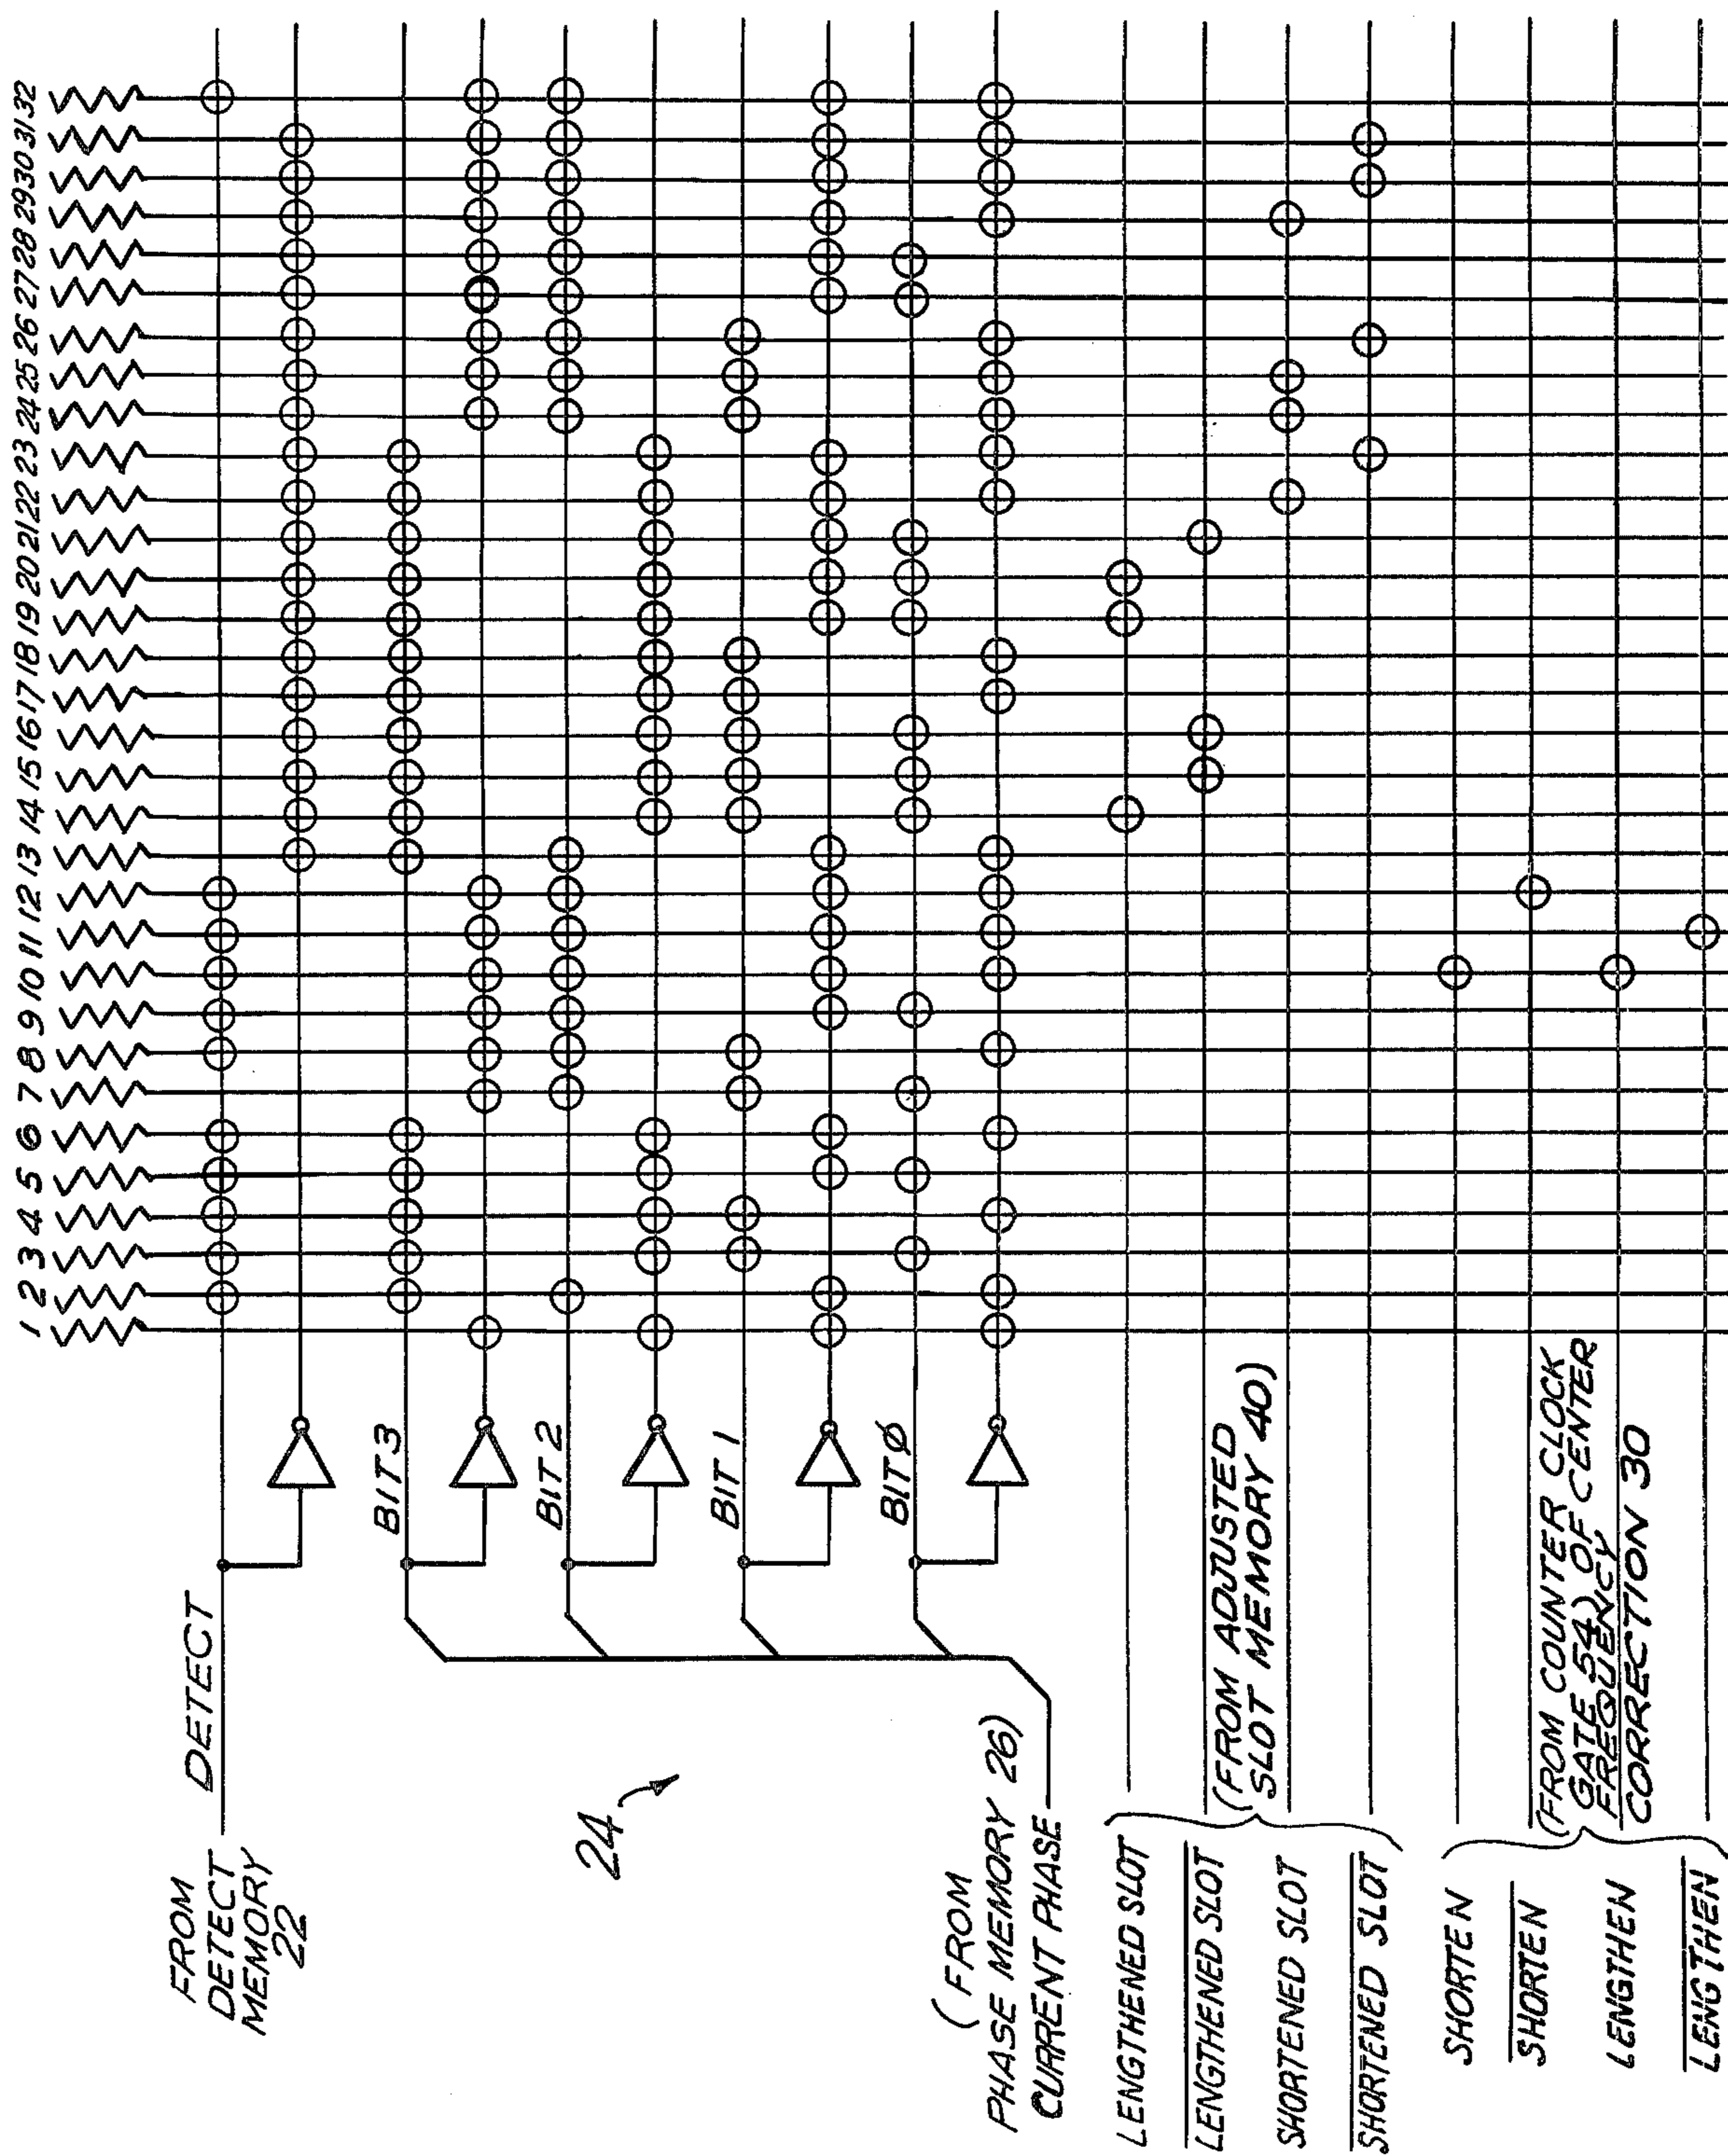 1 2 3 4 5 6 7 8 9 10 11 12 13 14 15 16 17 18 19 20 21 22 23 24 25 26 27 28 29 30 31 32
FROM
DETECT
MEMORY
22
DETECT
BIT 3
BIT 2
BIT 1
BIT Ø
24
(FROM
PHASE MEMORY 26)
CURRENT PHASE
LENGTHENED SLOT
LENGTHENED SLOT
SHORTENED SLOT
SHORTENED SLOT
(FROM ADJUSTED
SLOT MEMORY 40)
SHORTEN
SHORTEN
LENGTHEN
LENGTHEN
(FROM COUNTER CLOCK
GATE 54) OF CENTER
FREQUENCY
CORRECTION 30